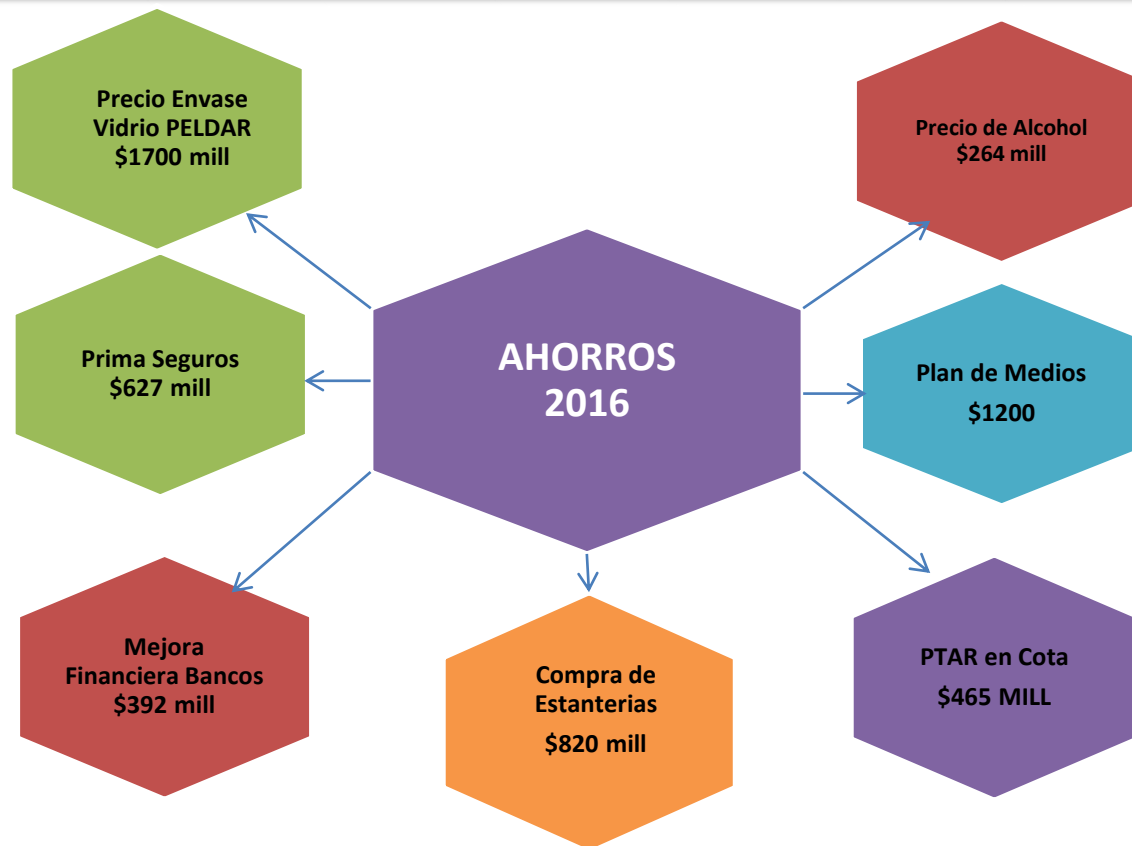 Precio Envase
Vidrio PELDAR
$1700 mill
Precio de Alcohol
$264 mill
Prima Seguros
$627 mill
AHORROS
2016
Plan de Medios
$1200
Mejora
Financiera Bancos
$392 mill
Compra de
Estanterias
$820 mill
PTAR en Cota
$465 MILL